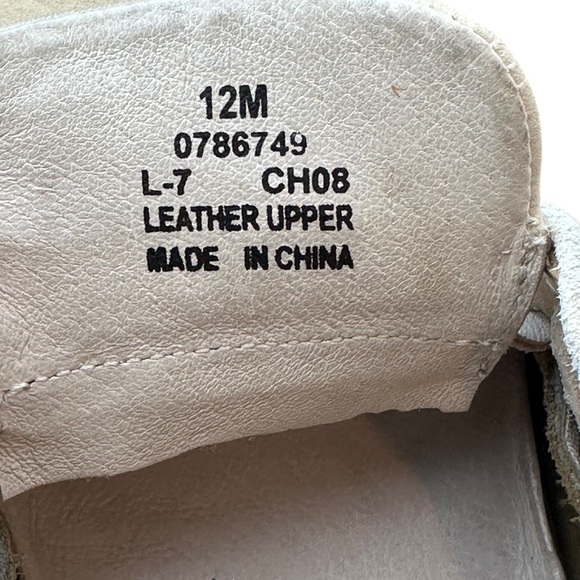 12M
0786749
L-7 CH08
LEATHER UPPER
MADE IN CHINA